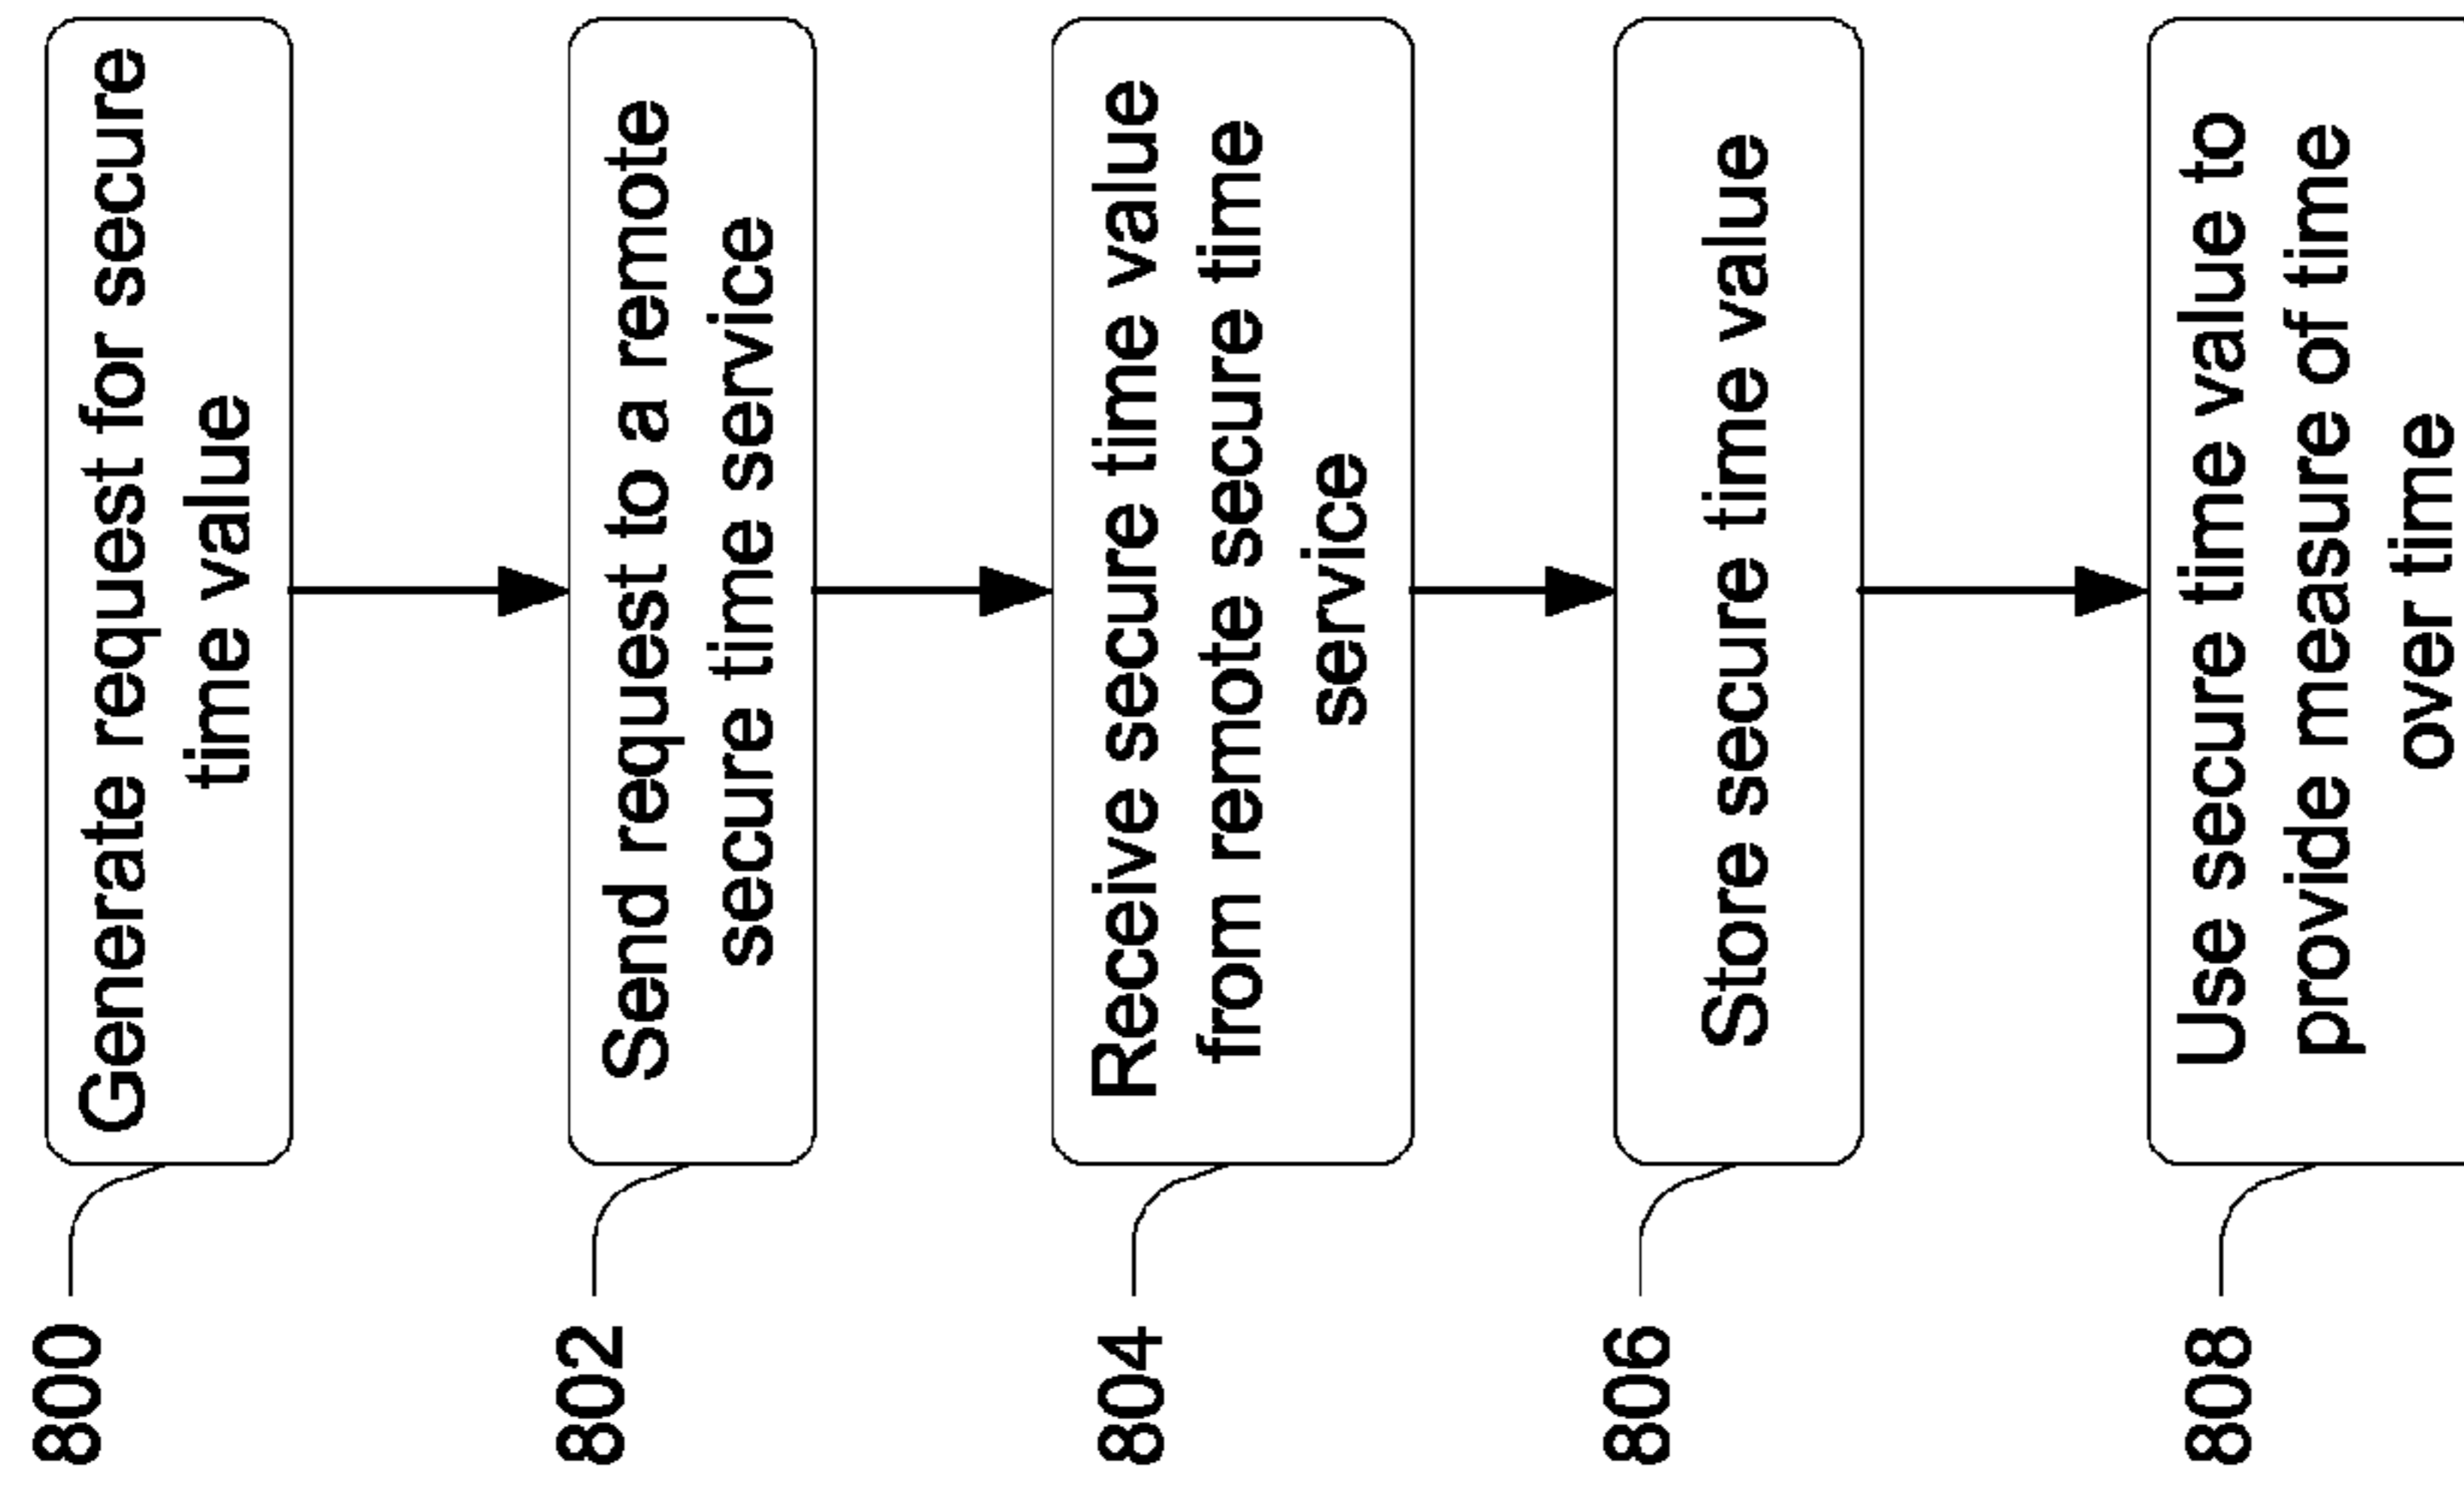 800
Generate request for secure
time value
802
Send request to a remote
secure time service
804
Receive secure time value
from remote secure time
service
806
Store secure time value
808
Use secure time value to
provide measure of time
over time